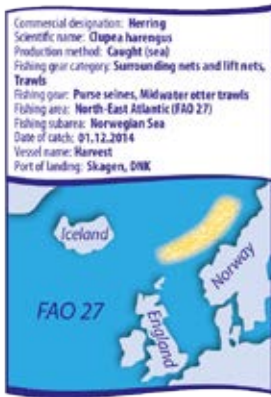 Commercial designation: Herring
Scientific name: Clupea harengus
Production method: Caught (sea)
Fishing gear category: Surrounding nets and lift nets,
Trawls
Fishing gear: Purse seines, Midwater otter trawls
Fishing area: North-East Atlantic (FAO 27)
Fishing subarea: Norwegian Sea
Date of catch: 01.12.2014
Vessel name: Harvest
Port of landing: Skagen, DNK
Iceland
Norway
FAO 27
England